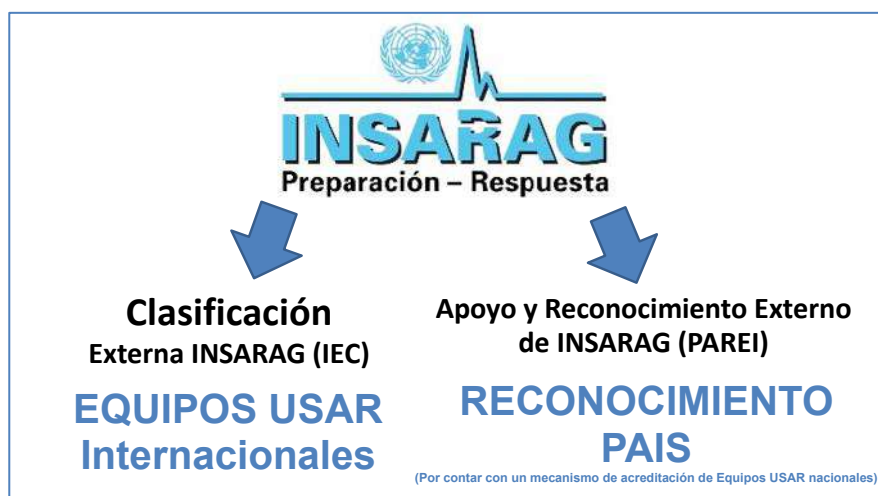 INSARAG
Preparación – Respuesta
Clasificación
Externa INSARAG (IEC)
EQUIPOS USAR
Internacionales
Apoyo y Reconocimiento Externo
de INSARAG (PAREI)
RECONOCIMIENTO
PAIS
(Por contar con un mecanismo de acreditación de Equipos USAR nacionales)